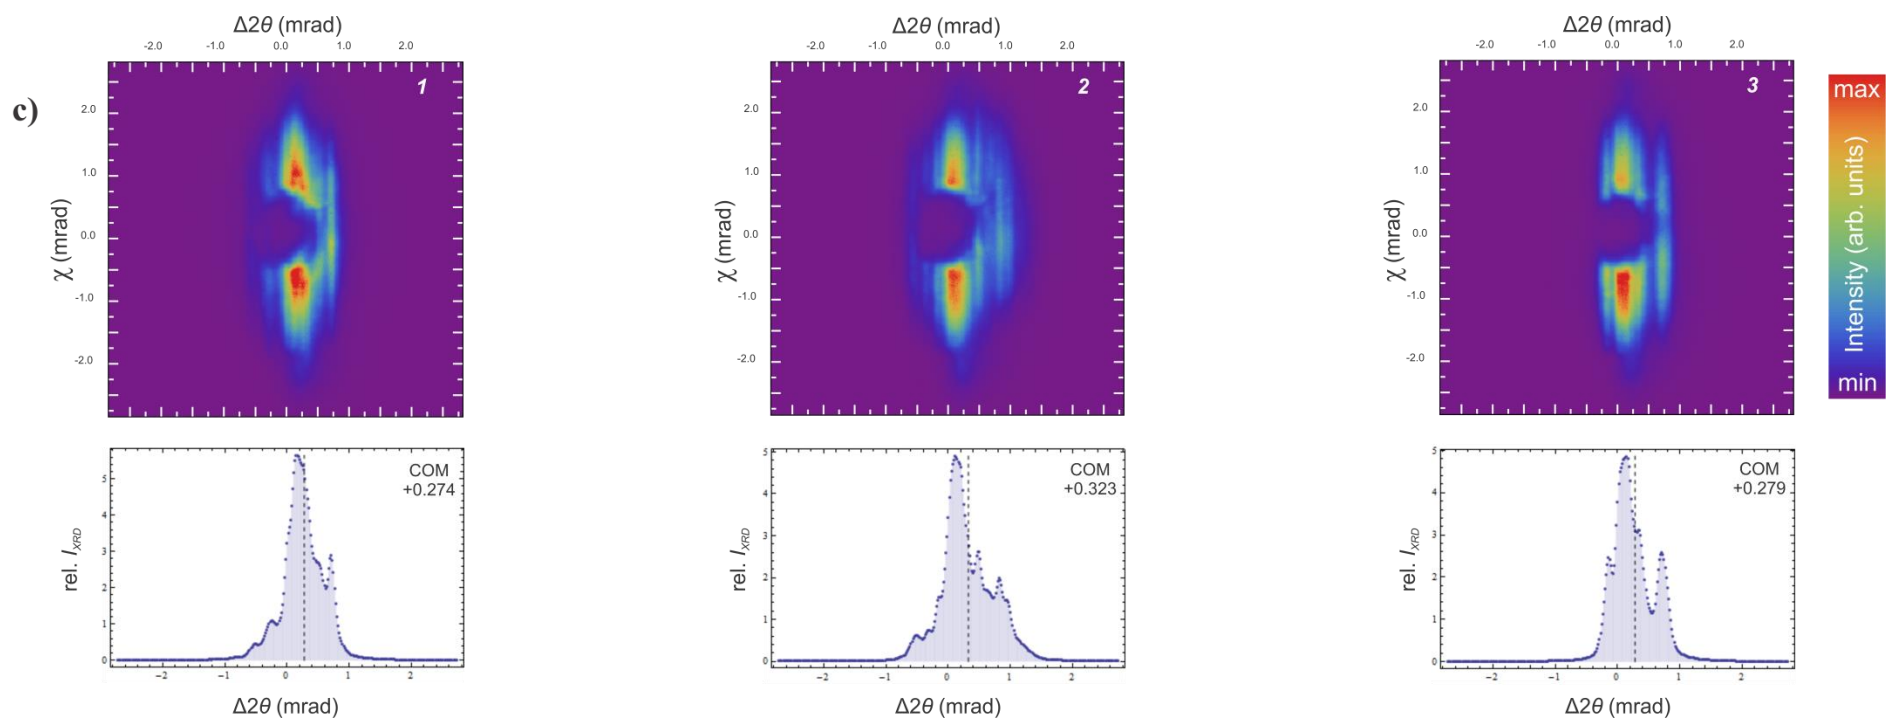 c)
Δ2θ (mrad)
-2.0 -1.0 0.0 1.0 2.0
1
χ (mrad)
2.0
1.0
0.0
-1.0
-2.0
Δ2θ (mrad)
-2.0 -1.0 0.0 1.0 2.0
2
χ (mrad)
2.0
1.0
0.0
-1.0
-2.0
Δ2θ (mrad)
-2.0 -1.0 0.0 1.0 2.0
3
χ (mrad)
2.0
1.0
0.0
-1.0
-2.0
max
Intensity (arb. units)
min
COM
+0.274
rel. I_XRD
5
4
3
2
1
0
−2 −1 0 1 2
Δ2θ (mrad)
COM
+0.323
rel. I_XRD
5
4
3
2
1
0
−2 −1 0 1 2
Δ2θ (mrad)
COM
+0.279
rel. I_XRD
5
4
3
2
1
0
−2 −1 0 1 2
Δ2θ (mrad)